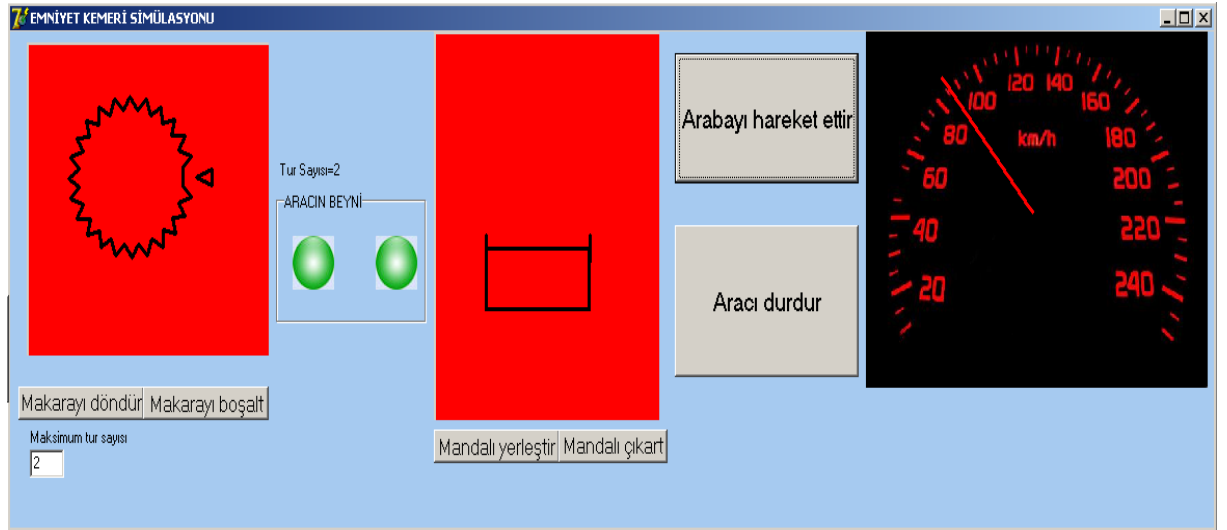 EMNİYET KEMERİ SİMÜLASYONU
Tur Sayısı=2
ARACIN BEYNİ
Makarayı döndür
Makarayı boşalt
Maksimum tur sayısı
2
Mandalı yerleştir
Mandalı çıkart
Arabayı hareket ettir
Aracı durdur
20
40
60
80
100
120
140
160
180
200
220
240
km/h